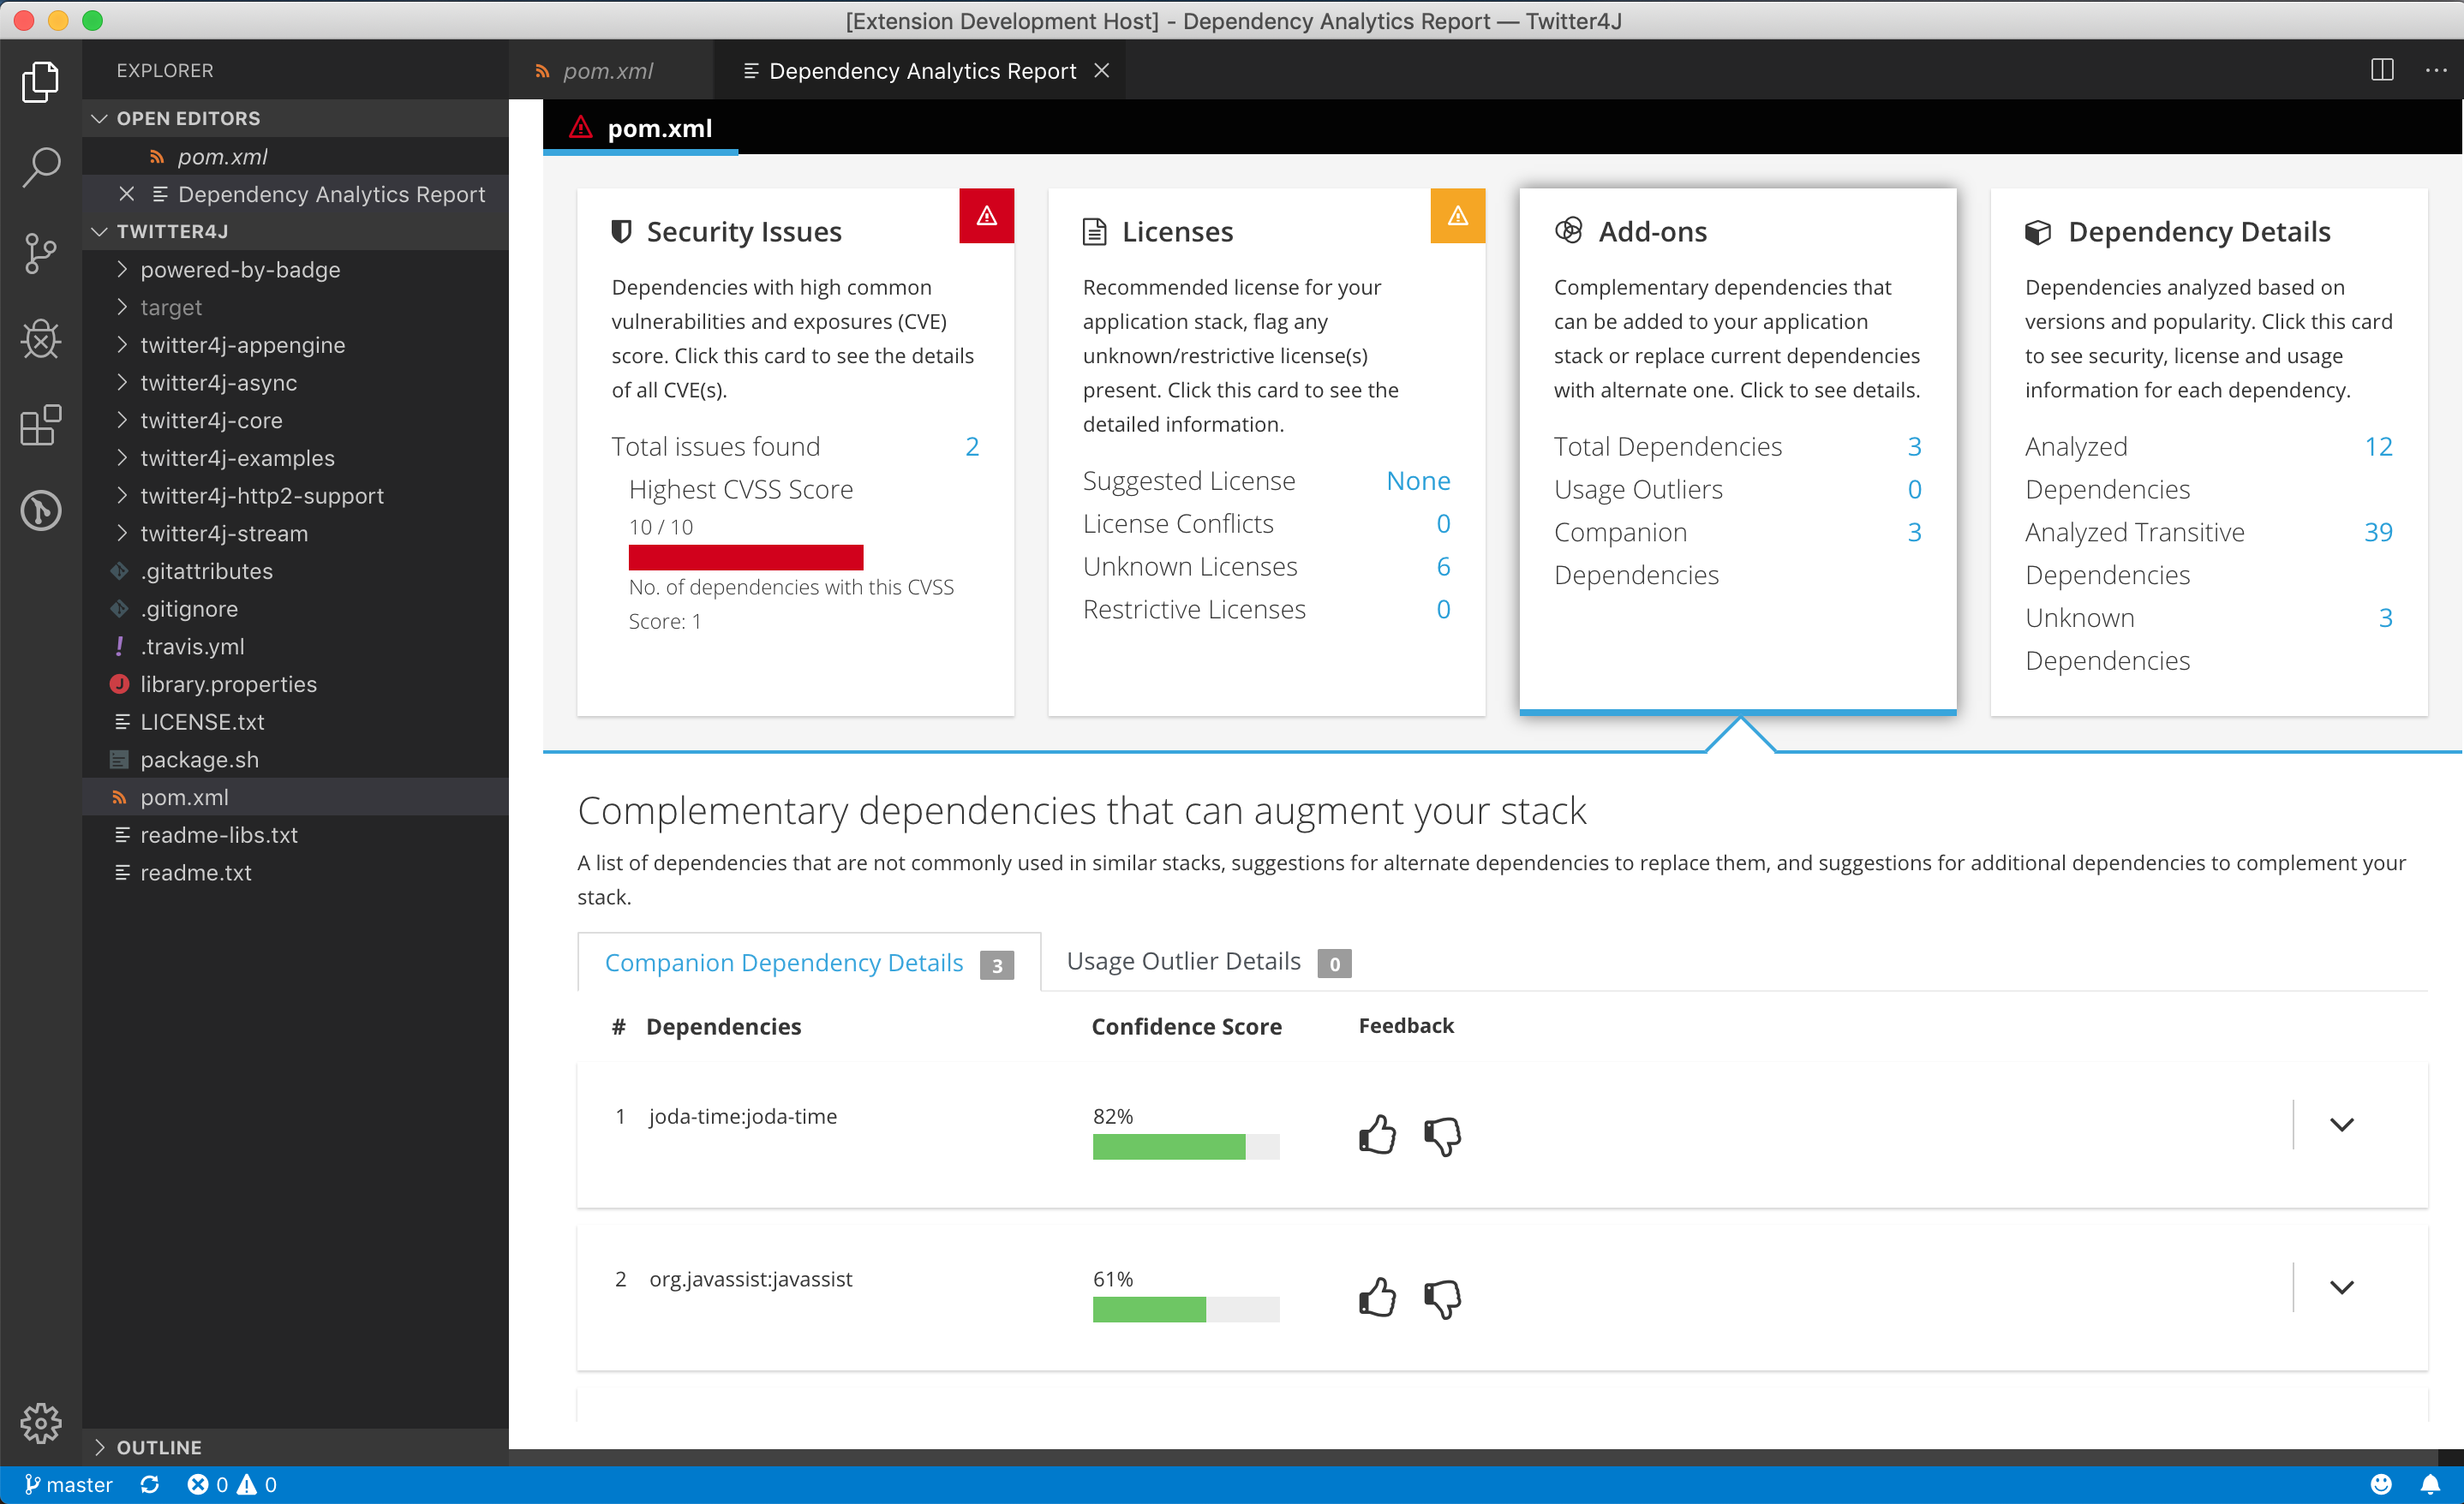 [Extension Development Host] - Dependency Analytics Report — Twitter4J
EXPLORER
OPEN EDITORS
pom.xml
Dependency Analytics Report
TWITTER4J
powered-by-badge
target
twitter4j-appengine
twitter4j-async
twitter4j-core
twitter4j-examples
twitter4j-http2-support
twitter4j-stream
.gitattributes
.gitignore
! .travis.yml
J library.properties
LICENSE.txt
package.sh
pom.xml
readme-libs.txt
readme.txt
OUTLINE
pom.xml
Dependency Analytics Report
pom.xml
Security Issues
Dependencies with high common
vulnerabilities and exposures (CVE)
score. Click this card to see the details
of all CVE(s).
Total issues found 2
Highest CVSS Score
10 / 10
No. of dependencies with this CVSS
Score: 1
Licenses
Recommended license for your
application stack, flag any
unknown/restrictive license(s)
present. Click this card to see the
detailed information.
Suggested License None
License Conflicts 0
Unknown Licenses 6
Restrictive Licenses 0
Add-ons
Complementary dependencies that
can be added to your application
stack or replace current dependencies
with alternate one. Click to see details.
Total Dependencies 3
Usage Outliers 0
Companion 3
Dependencies
Dependency Details
Dependencies analyzed based on
versions and popularity. Click this card
to see security, license and usage
information for each dependency.
Analyzed 12
Dependencies
Analyzed Transitive 39
Dependencies
Unknown 3
Dependencies
Complementary dependencies that can augment your stack
A list of dependencies that are not commonly used in similar stacks, suggestions for alternate dependencies to replace them, and suggestions for additional dependencies to complement your
stack.
Companion Dependency Details 3 Usage Outlier Details 0
# Dependencies Confidence Score Feedback
1 joda-time:joda-time 82%
2 org.javassist:javassist 61%
master 0 0